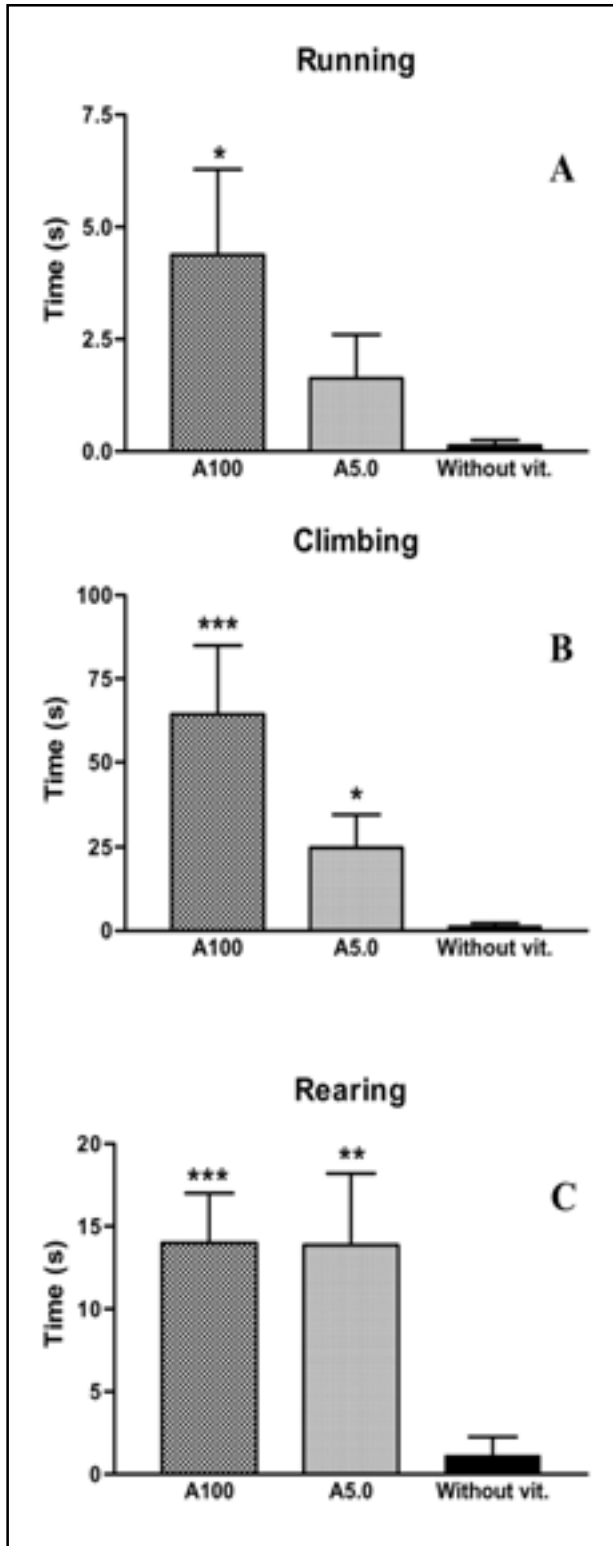 Running
A
Time (s)
7.5
5.0
2.5
0.0
*
A100 A5.0 Without vit.
Climbing
B
Time (s)
100
75
50
25
0
***
*
A100 A5.0 Without vit.
Rearing
C
Time (s)
20
15
10
5
0
***
**
A100 A5.0 Without vit.